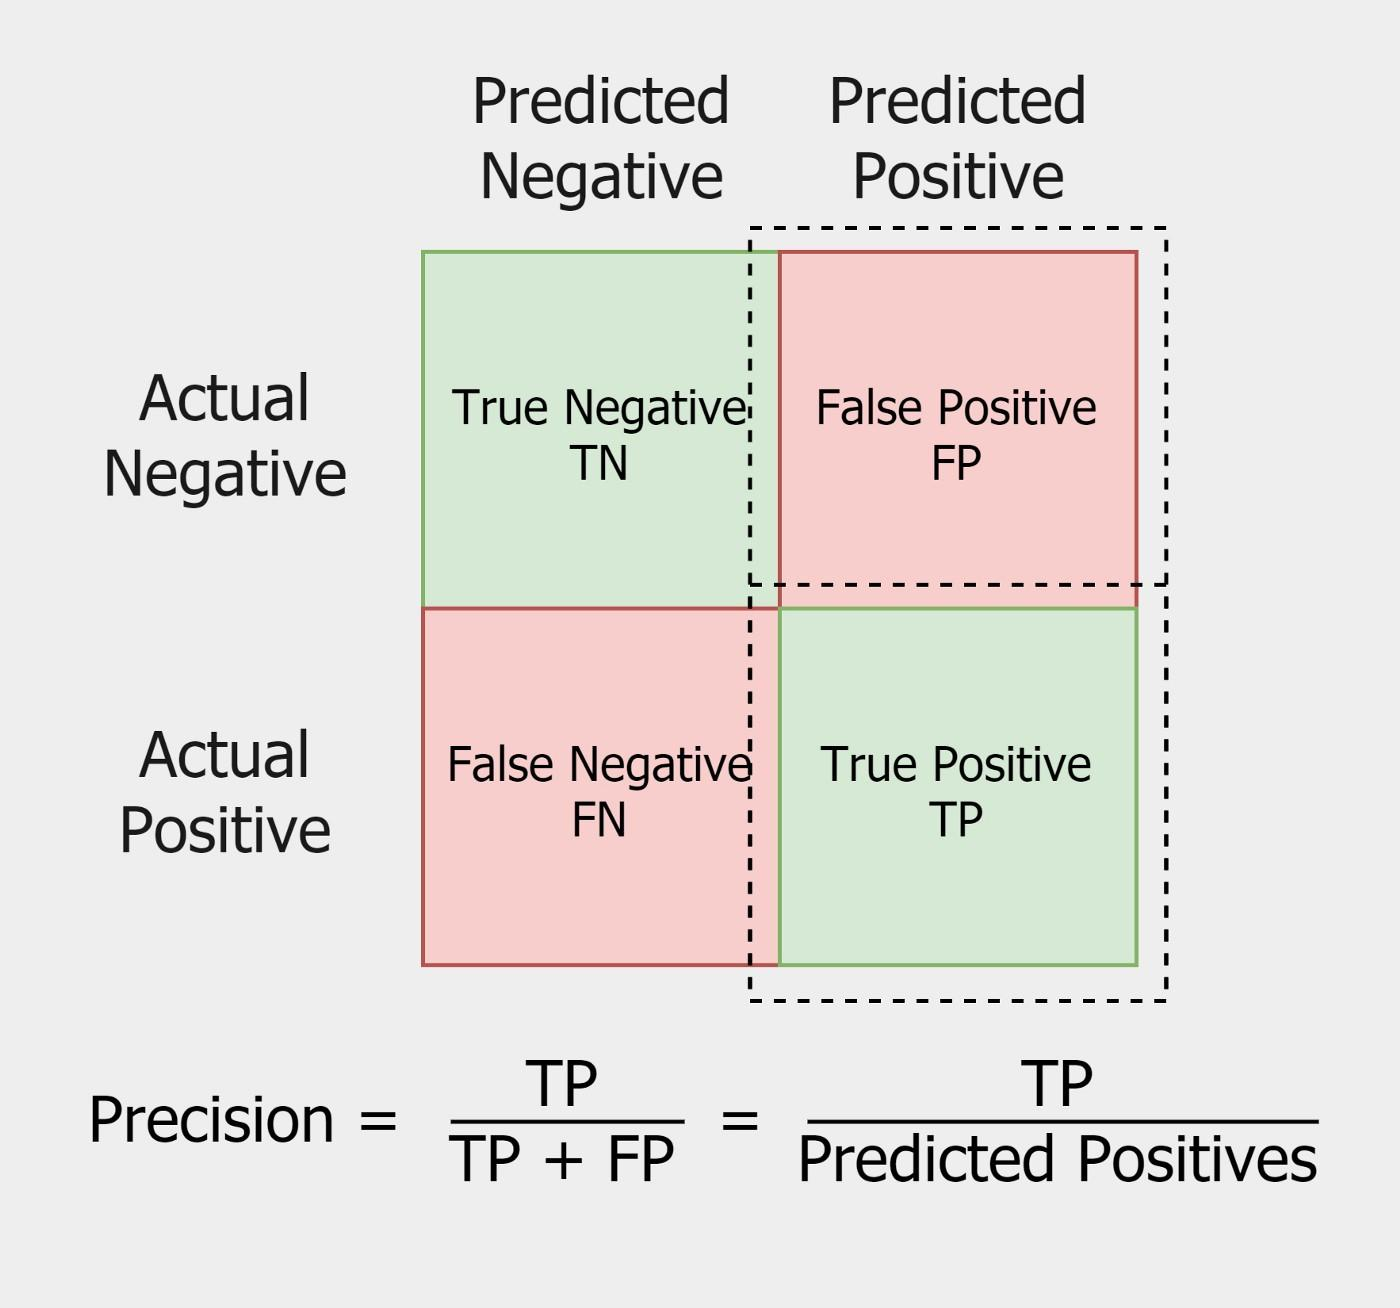 Predicted
Negative
Predicted
Positive
Actual
Negative
True Negative
TN
False Positive
FP
Actual
Positive
False Negative
FN
True Positive
TP
Precision = TP / TP + FP = TP / Predicted Positives